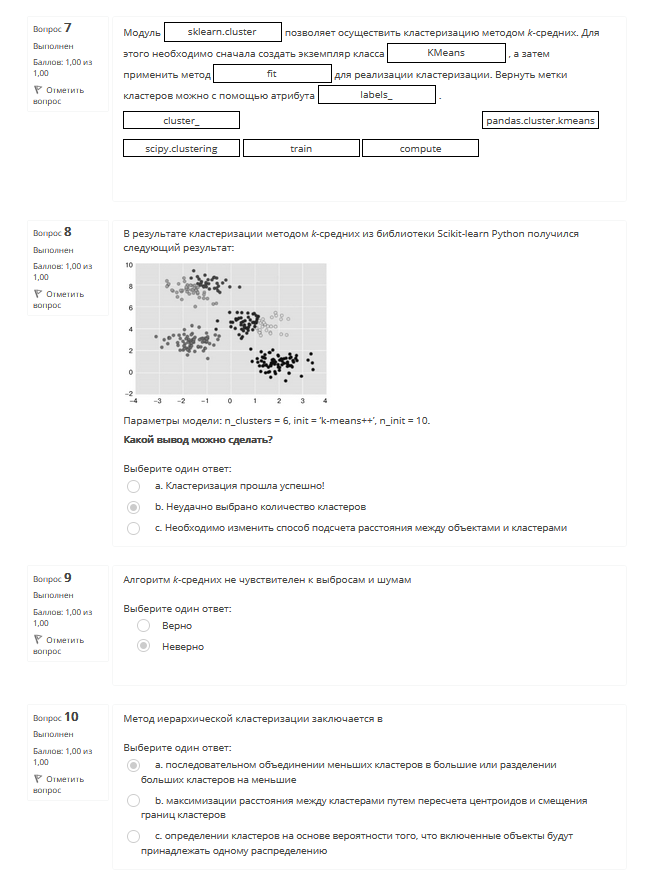 Вопрос 7
Выполнен
Баллов: 1,00 из
1,00
Отметить
вопрос
Модуль sklearn.cluster позволяет осуществить кластеризацию методом k-средних. Для
этого необходимо сначала создать экземпляр класса KMeans , а затем
применить метод fit для реализации кластеризации. Вернуть метки
кластеров можно с помощью атрибута labels_ .
cluster_ pandas.cluster.kmeans
scipy.clustering train compute
Вопрос 8
Выполнен
Баллов: 1,00 из
1,00
Отметить
вопрос
В результате кластеризации методом k-средних из библиотеки Scikit-learn Python получился
следующий результат:
10
8
6
4
2
0
−2
−4 −3 −2 −1 0 1 2 3 4
Параметры модели: n_clusters = 6, init = 'k-means++', n_init = 10.
Какой вывод можно сделать?
Выберите один ответ:
a. Кластеризация прошла успешно!
b. Неудачно выбрано количество кластеров
c. Необходимо изменить способ подсчета расстояния между объектами и кластерами
Вопрос 9
Выполнен
Баллов: 1,00 из
1,00
Отметить
вопрос
Алгоритм k-средних не чувствителен к выбросам и шумам
Выберите один ответ:
Верно
Неверно
Вопрос 10
Выполнен
Баллов: 1,00 из
1,00
Отметить
вопрос
Метод иерархической кластеризации заключается в
Выберите один ответ:
a. последовательном объединении меньших кластеров в большие или разделении
больших кластеров на меньшие
b. максимизации расстояния между кластерами путем пересчета центроидов и смещения
границ кластеров
c. определении кластеров на основе вероятности того, что включенные объекты будут
принадлежать одному распределению